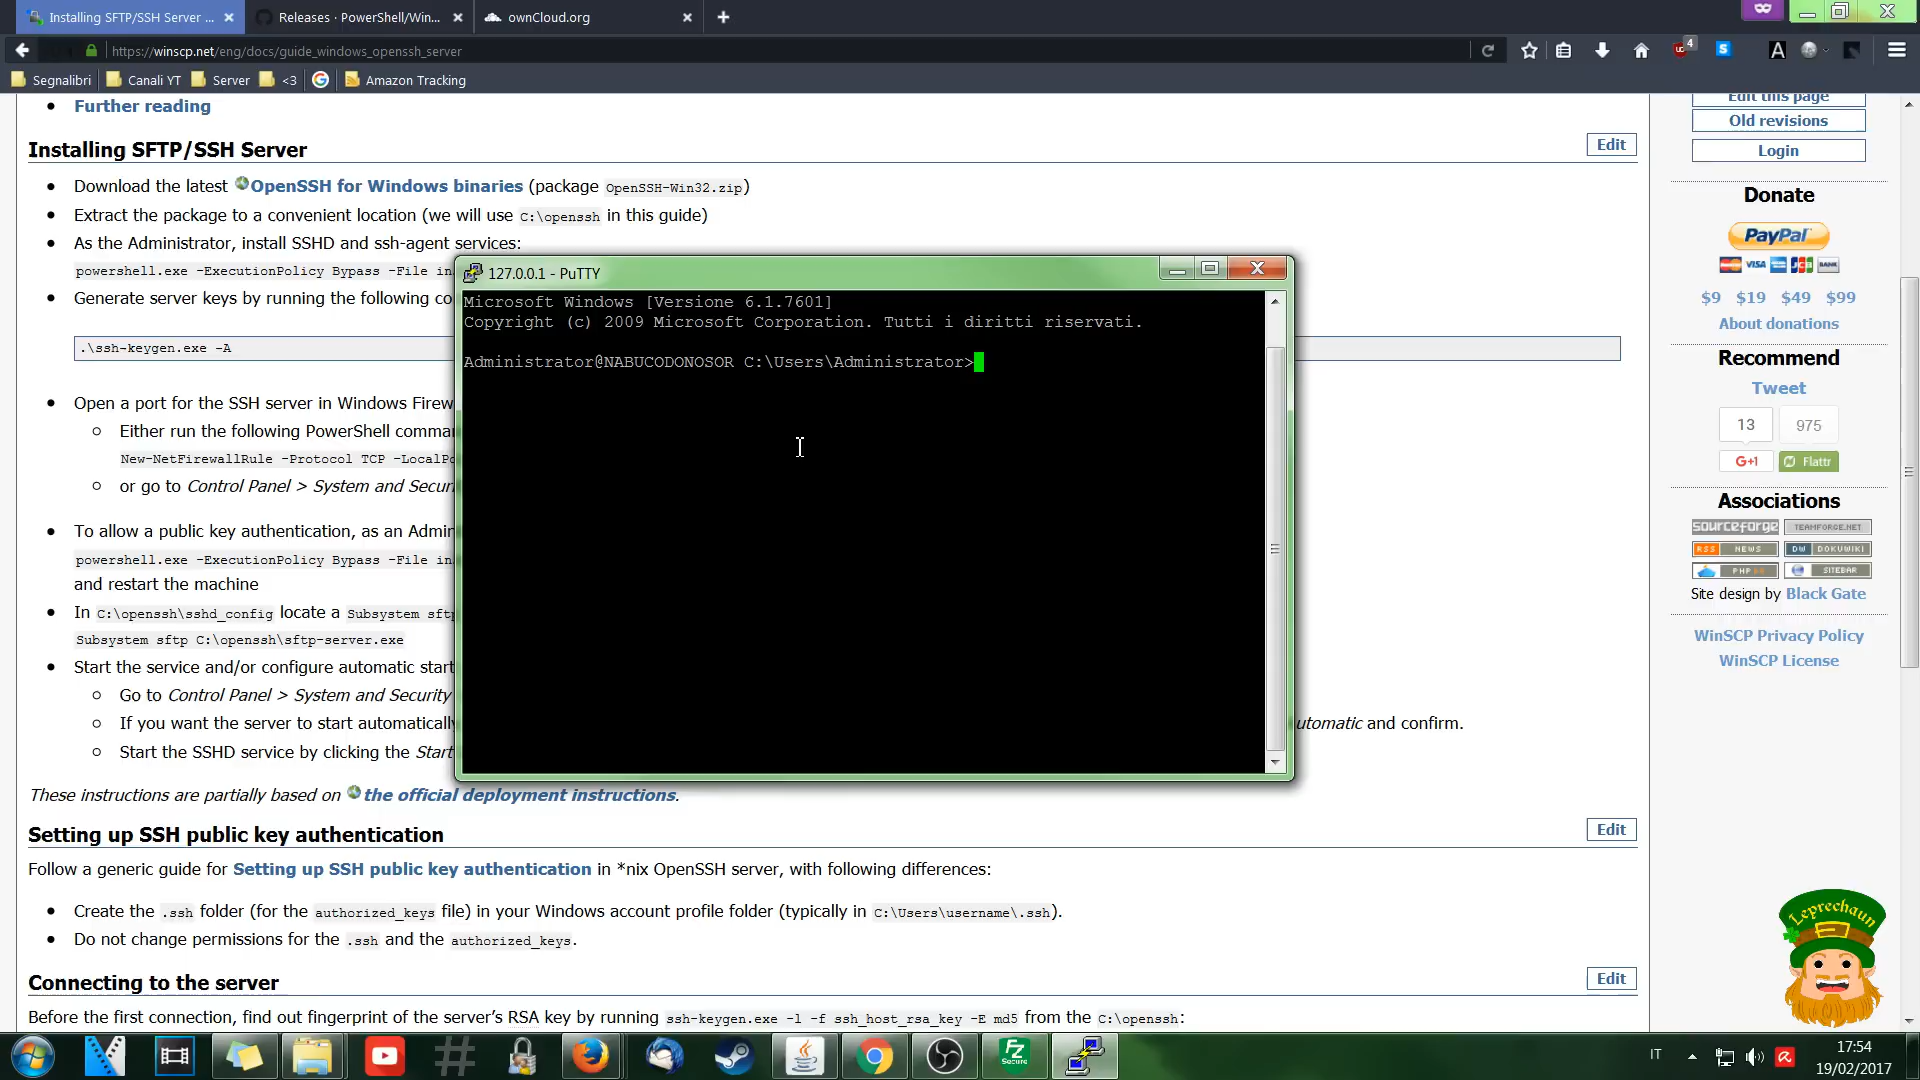 Installing SFTP/SSH Server ...
Releases · PowerShell/Win...
ownCloud.org
https://winscp.net/eng/docs/guide_windows_openssh_server
4
S
A
Segnalibri
Canali YT
Server
<3
G
Amazon Tracking
Further reading
Installing SFTP/SSH Server
Edit
Download the latest OpenSSH for Windows binaries (package OpenSSH-Win32.zip)
Extract the package to a convenient location (we will use C:\openssh in this guide)
As the Administrator, install SSHD and ssh-agent services:
powershell.exe -ExecutionPolicy Bypass -File in
Generate server keys by running the following co
.\ssh-keygen.exe -A
Open a port for the SSH server in Windows Firew
Either run the following PowerShell comma
New-NetFirewallRule -Protocol TCP -LocalPo
or go to Control Panel > System and Secur
To allow a public key authentication, as an Admin
powershell.exe -ExecutionPolicy Bypass -File in
and restart the machine
In C:\openssh\sshd_config locate a Subsystem sftp
Subsystem sftp C:\openssh\sftp-server.exe
Start the service and/or configure automatic start
Go to Control Panel > System and Security
If you want the server to start automatically
utomatic and confirm.
Start the SSHD service by clicking the Start
These instructions are partially based on the official deployment instructions.
Setting up SSH public key authentication
Edit
Follow a generic guide for Setting up SSH public key authentication in *nix OpenSSH server, with following differences:
Create the .ssh folder (for the authorized_keys file) in your Windows account profile folder (typically in C:\Users\username\.ssh).
Do not change permissions for the .ssh and the authorized_keys.
Connecting to the server
Edit
Before the first connection, find out fingerprint of the server’s RSA key by running ssh-keygen.exe -l -f ssh_host_rsa_key -E md5 from the C:\openssh:
127.0.0.1 - PuTTY
Microsoft Windows [Versione 6.1.7601]
Copyright (c) 2009 Microsoft Corporation. Tutti i diritti riservati.
Administrator@NABUCODONOSOR C:\Users\Administrator>
Edit this page
Old revisions
Login
Donate
PayPal
VISA
BANK
$9 $19 $49 $99
About donations
Recommend
Tweet
13
975
G+1
Flattr
Associations
SOURCEFORGE
TEAMFORGE.NET
RSS NEWS
DW DOKUWIKI
PHP
SITEBAR
Site design by Black Gate
WinSCP Privacy Policy
WinSCP License
Leprechaun
FZ
Secure
IT
17:54
19/02/2017